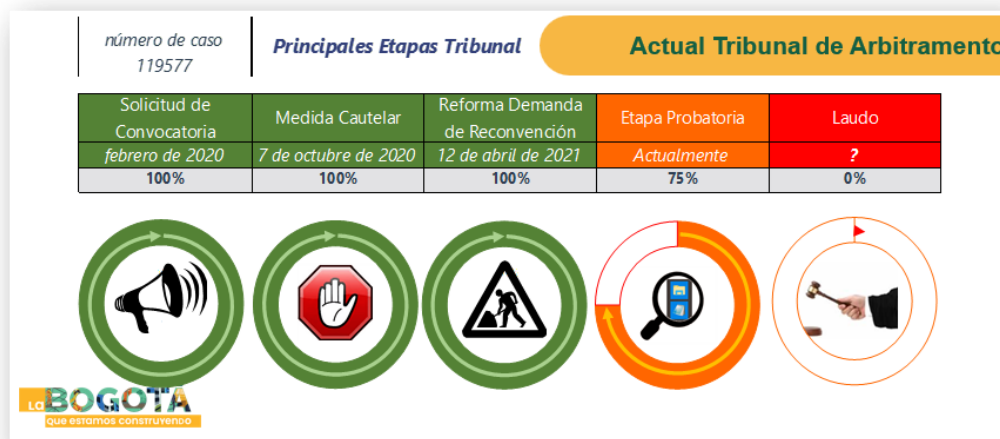 número de caso
119577
Principales Etapas Tribunal
Actual Tribunal de Arbitramento
Solicitud de
Convocatoria
Medida Cautelar
Reforma Demanda
de Reconvención
Etapa Probatoria
Laudo
febrero de 2020
7 de octubre de 2020
12 de abril de 2021
Actualmente
?
100%
100%
100%
75%
0%
La BOGOTÁ
que estamos construyendo